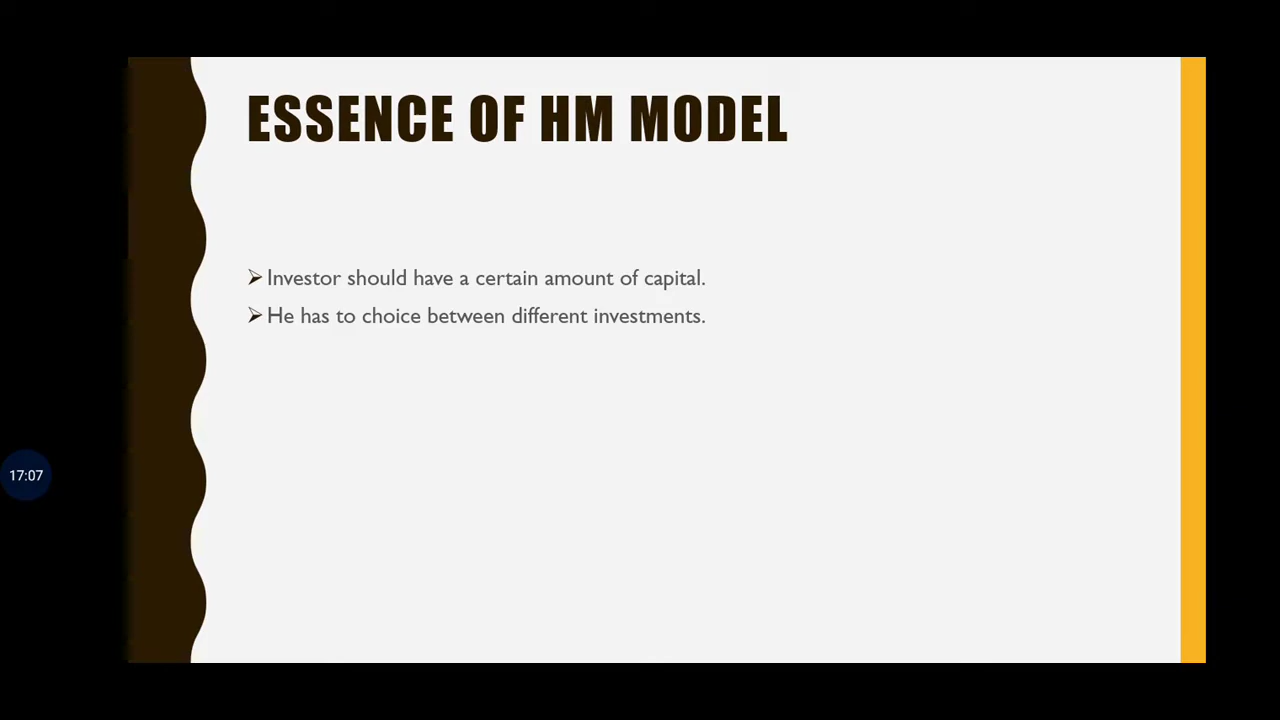 ESSENCE OF HM MODEL
Investor should have a certain amount of capital.
He has to choice between different investments.
17:07